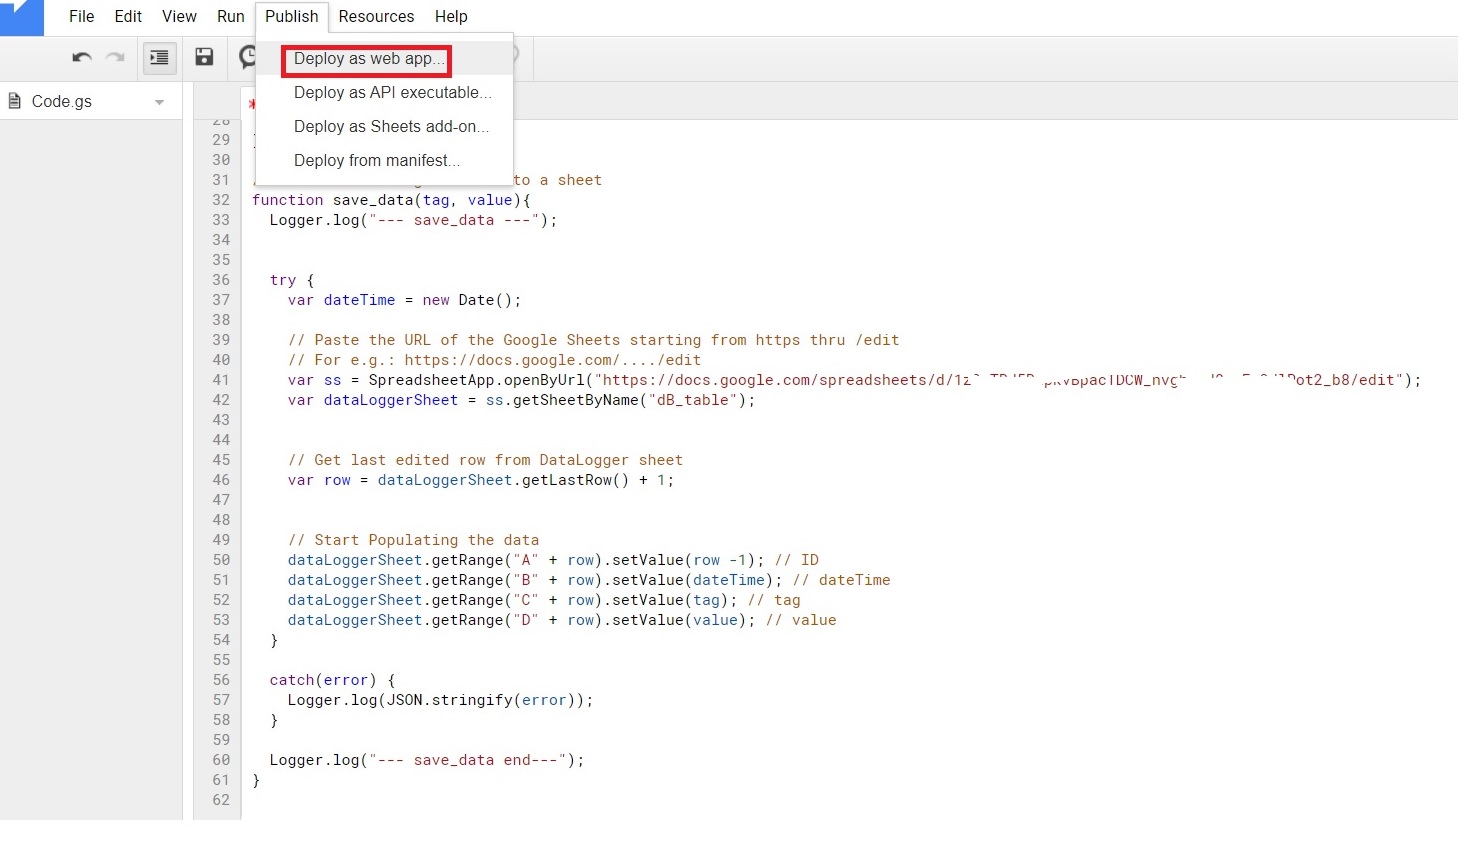 File Edit View Run Publish Resources Help
Deploy as web app...
Deploy as API executable...
Deploy as Sheets add-on...
Deploy from manifest...
Code.gs
*
28
29
30
31 to a sheet
32 function save_data(tag, value){
33 Logger.log("--- save_data ---");
34
35
36 try {
37 var dateTime = new Date();
38
39 // Paste the URL of the Google Sheets starting from https thru /edit
40 // For e.g.: https://docs.google.com/..../edit
41 var ss = SpreadsheetApp.openByUrl("https://docs.google.com/spreadsheets/d/1z
42 var dataLoggerSheet = ss.getSheetByName("dB_table");
43
44
45 // Get last edited row from DataLogger sheet
46 var row = dataLoggerSheet.getLastRow() + 1;
47
48
49 // Start Populating the data
50 dataLoggerSheet.getRange("A" + row).setValue(row -1); // ID
51 dataLoggerSheet.getRange("B" + row).setValue(dateTime); // dateTime
52 dataLoggerSheet.getRange("C" + row).setValue(tag); // tag
53 dataLoggerSheet.getRange("D" + row).setValue(value); // value
54 }
55
56 catch(error) {
57 Logger.log(JSON.stringify(error));
58 }
59
60 Logger.log("--- save_data end---");
61 }
62